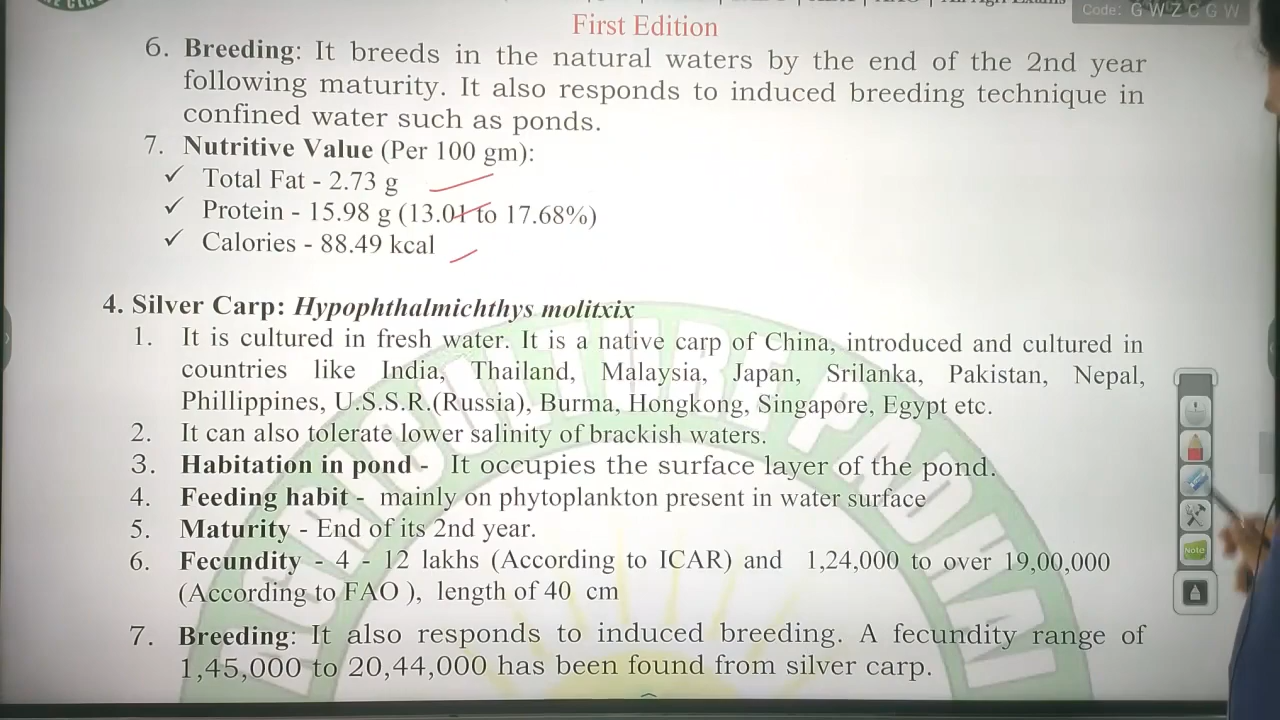 Code: G W Z C G W
First Edition
6. Breeding: It breeds in the natural waters by the end of the 2nd year
following maturity. It also responds to induced breeding technique in
confined water such as ponds.
7. Nutritive Value (Per 100 gm):
✓ Total Fat - 2.73 g
✓ Protein - 15.98 g (13.01 to 17.68%)
✓ Calories - 88.49 kcal
4. Silver Carp: Hypophthalmichthys molitxix
1. It is cultured in fresh water. It is a native carp of China, introduced and cultured in
countries like India, Thailand, Malaysia, Japan, Srilanka, Pakistan, Nepal,
Phillippines, U.S.S.R.(Russia), Burma, Hongkong, Singapore, Egypt etc.
2. It can also tolerate lower salinity of brackish waters.
3. Habitation in pond - It occupies the surface layer of the pond.
4. Feeding habit - mainly on phytoplankton present in water surface
5. Maturity - End of its 2nd year.
6. Fecundity - 4 - 12 lakhs (According to ICAR) and 1,24,000 to over 19,00,000
(According to FAO ), length of 40 cm
7. Breeding: It also responds to induced breeding. A fecundity range of
1,45,000 to 20,44,000 has been found from silver carp.
AGRICULTURE PADHAI
Note